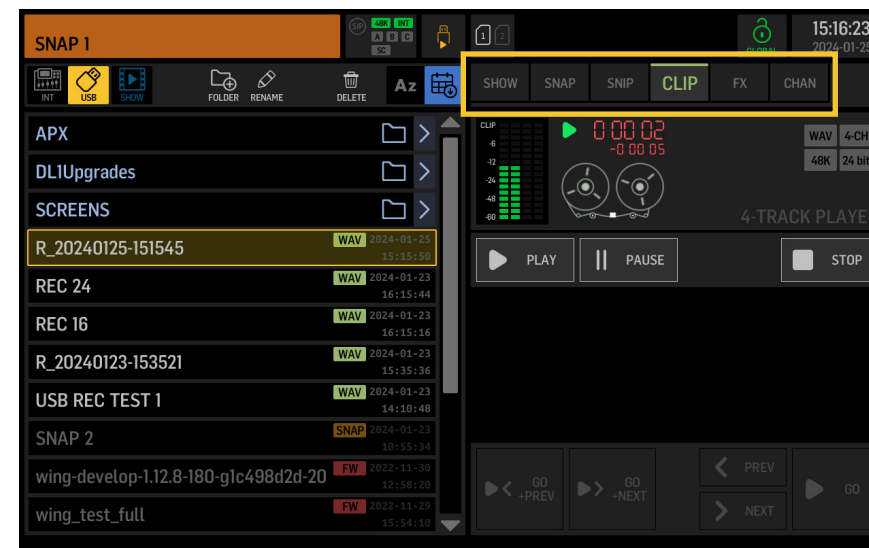 SNAP 1
SIP 48K INT
A B C
SC
1 2
GLOBAL
15:16:23
2024-01-25
INT USB SHOW FOLDER RENAME DELETE Az
SHOW SNAP SNIP CLIP FX CHAN
APX
DL1Upgrades
SCREENS
R_20240125-151545 WAV 2024-01-25
15:15:50
REC 24 WAV 2024-01-23
16:15:44
REC 16 WAV 2024-01-23
16:15:16
R_20240123-153521 WAV 2024-01-23
15:35:36
USB REC TEST 1 WAV 2024-01-23
14:10:48
SNAP 2 SNAP 2024-01-23
10:55:34
wing-develop-1.12.8-180-g1c498d2d-20 FW 2022-11-30
12:58:20
wing_test_full FW 2022-11-29
15:54:10
CLIP
-6
-12
-24
-48
-60
0 00 02
-0 00 05
WAV 4-CH
48K 24 bit
4-TRACK PLAYE
PLAY PAUSE STOP
GO
+PREV
GO
+NEXT
PREV
NEXT
GO